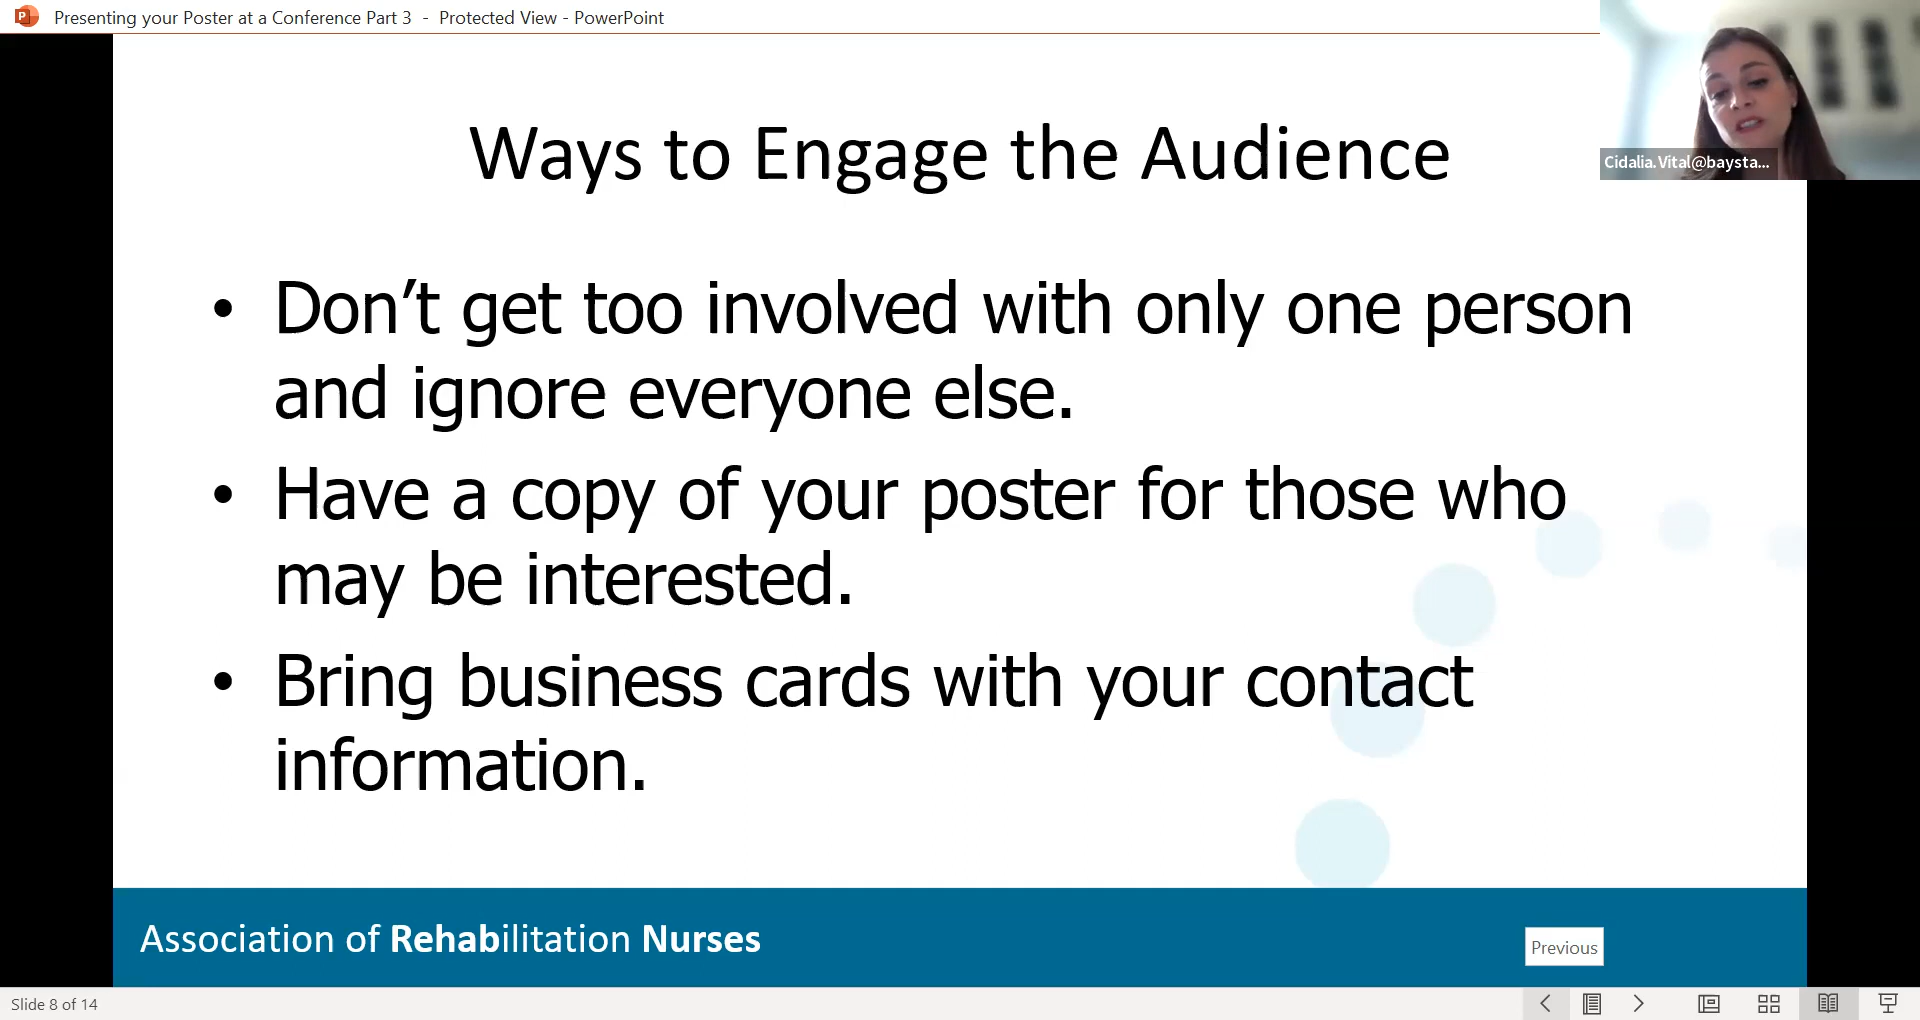 Presenting your Poster at a Conference Part 3 - Protected View - PowerPoint
Cidalia.Vital@baysta...
Ways to Engage the Audience
• Don’t get too involved with only one person
and ignore everyone else.
• Have a copy of your poster for those who
may be interested.
• Bring business cards with your contact
information.
Association of Rehabilitation Nurses
Previous
Slide 8 of 14